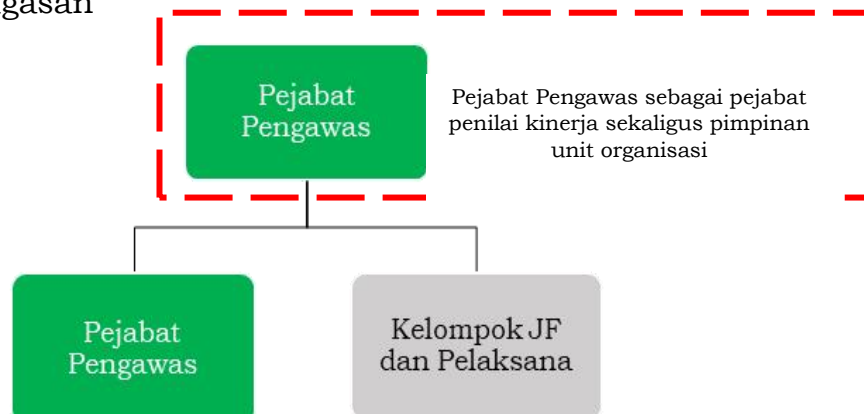 gasan
Pejabat
Pengawas
Pejabat Pengawas sebagai pejabat
penilai kinerja sekaligus pimpinan
unit organisasi
Pejabat
Pengawas
Kelompok JF
dan Pelaksana